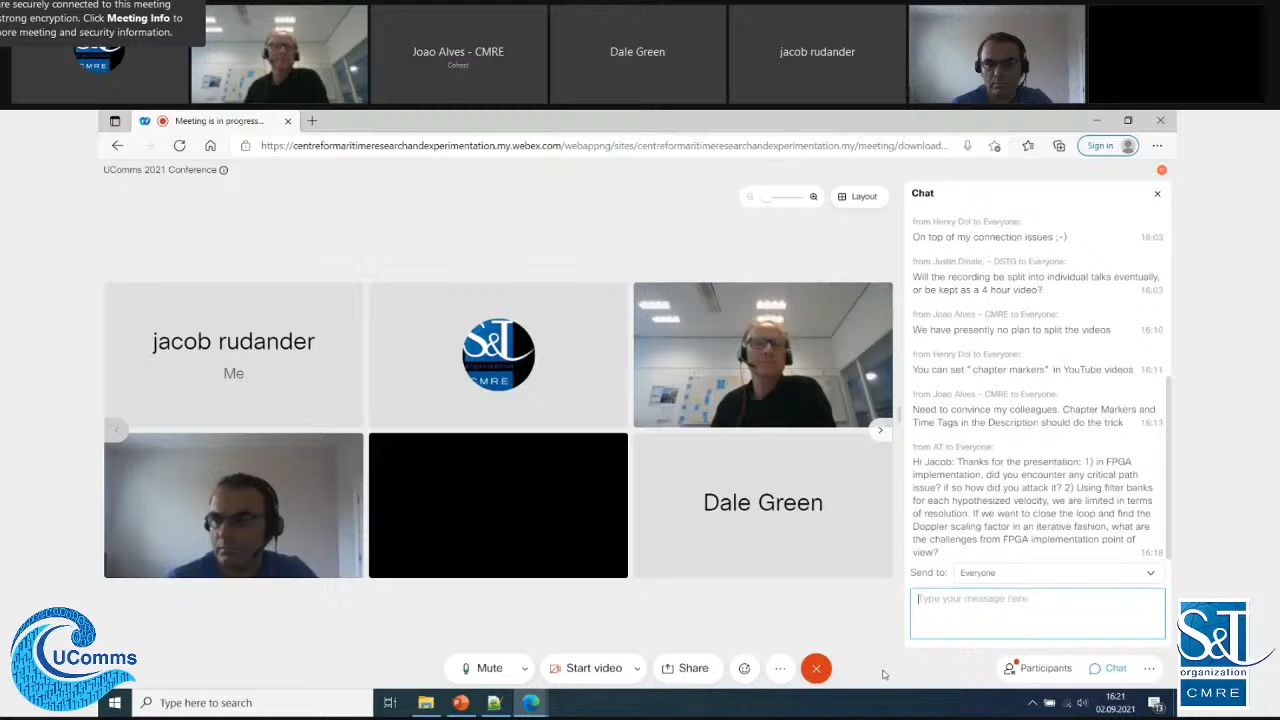 are securely connected to this meeting
strong encryption. Click Meeting Info to
more meeting and security information.
CMRE
Joao Alves - CMRE
Cohost
Dale Green
jacob rudander
Meeting is in progress...
https://centreformaritimeresearchandexperimentation.my.webex.com/webappng/sites/centreformaritimeresearchandexperimentation.my/meeting/download...
Sign in
UComms 2021 Conference
Layout
Chat
from Henry Dol to Everyone:
On top of my connection issues ;-)
16:03
from Justin Dinale, - DSTG to Everyone:
Will the recording be split into individual talks eventually,
or be kept as a 4 hour video?
16:03
from Joao Alves - CMRE to Everyone:
We have presently no plan to split the videos
16:10
from Henry Dol to Everyone:
You can set "chapter markers" in YouTube videos
16:11
from Joao Alves - CMRE to Everyone:
Need to convince my colleagues. Chapter Markers and
Time Tags in the Description should do the trick
16:13
from AT to Everyone:
Hi Jacob: Thanks for the presentation: 1) in FPGA
implementation, did you encounter any critical path
issue? if so how did you attack it? 2) Using filter banks
for each hypothesized velocity, we are limited in terms
of resolution. If we want to close the loop and find the
Doppler scaling factor in an iterative fashion, what are
the challenges from FPGA implementation point of
view?
16:18
jacob rudander
Me
S&T
organization
CMRE
Dale Green
Send to:
Everyone
Type your message here
Mute
Start video
Share
Participants
Chat
UComms
S&T
organization
CMRE
Type here to search
16:21
02.09.2021
13